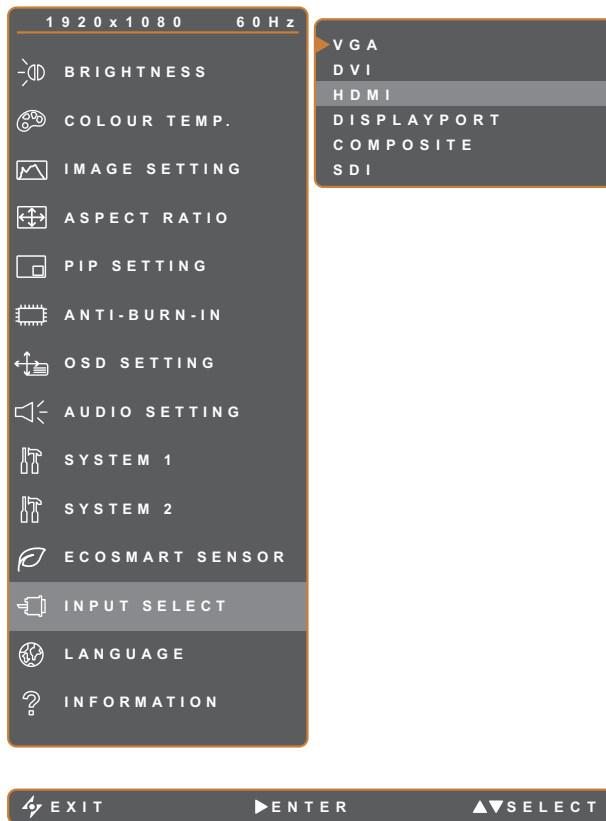 1920x1080 60Hz
BRIGHTNESS
COLOUR TEMP.
IMAGE SETTING
ASPECT RATIO
PIP SETTING
ANTI-BURN-IN
OSD SETTING
AUDIO SETTING
SYSTEM 1
SYSTEM 2
ECOSMART SENSOR
INPUT SELECT
LANGUAGE
INFORMATION
VGA
DVI
HDMI
DISPLAYPORT
COMPOSITE
SDI
EXIT ENTER SELECT